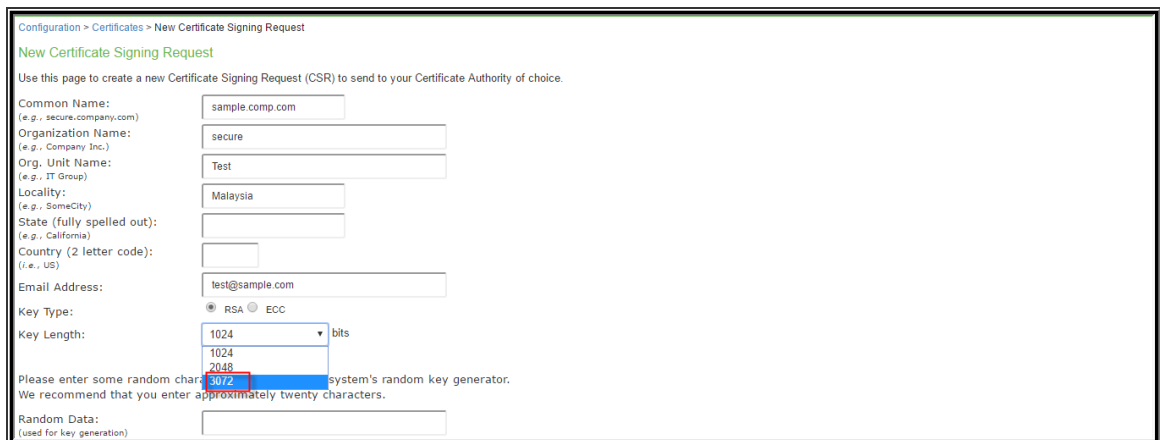 Configuration > Certificates > New Certificate Signing Request
New Certificate Signing Request
Use this page to create a new Certificate Signing Request (CSR) to send to your Certificate Authority of choice.
Common Name: sample.comp.com
(e.g., secure.company.com)
Organization Name: secure
(e.g., Company Inc.)
Org. Unit Name: Test
(e.g., IT Group)
Locality: Malaysia
(e.g., SomeCity)
State (fully spelled out):
(e.g., California)
Country (2 letter code):
(i.e., US)
Email Address: test@sample.com
Key Type: RSA ECC
Key Length: 1024 bits
1024
2048
3072
Please enter some random system's random key generator.
We recommend that you enter approximately twenty characters.
Random Data:
(used for key generation)